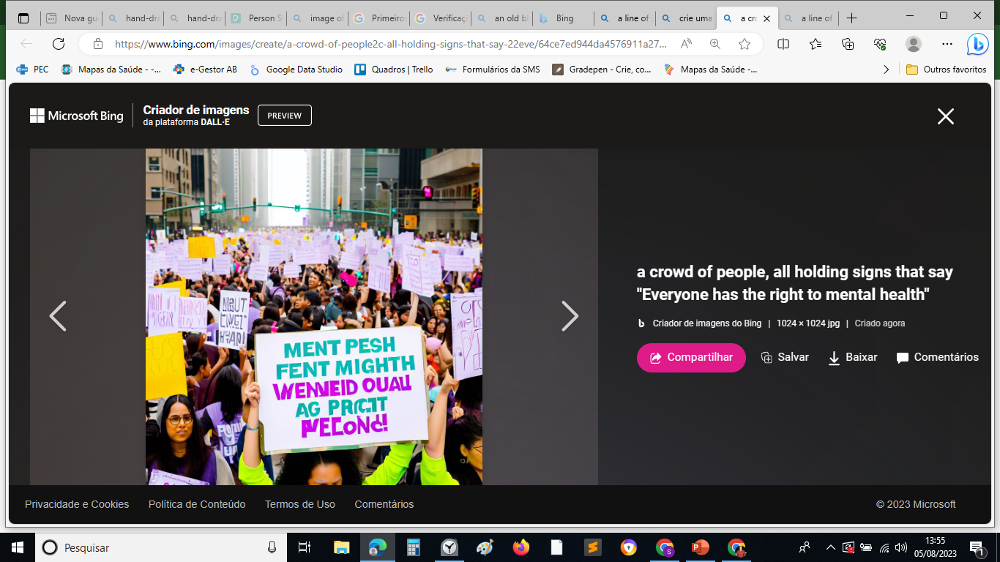 Nova gu
hand-dra
hand-dra
Person S
image of
Primeiro
Verificaç
an old bl
Bing
a line of
crie uma
a cro
a line of
https://www.bing.com/images/create/a-crowd-of-people2c-all-holding-signs-that-say-22eve/64ce7ed944da4576911a27...
PEC
Mapas da Saúde - -...
e-Gestor AB
Google Data Studio
Quadros | Trello
Formulários da SMS
Gradepen - Crie, co...
Mapas da Saúde -...
Outros favoritos
Microsoft Bing
Criador de imagens
da plataforma DALL·E
PREVIEW
MENT PESH
FENT MIGHTH
WENNEID QUAL
AG PRCIT
a crowd of people, all holding signs that say
"Everyone has the right to mental health"
Criador de imagens do Bing | 1024 × 1024 jpg | Criado agora
Compartilhar
Salvar
Baixar
Comentários
Privacidade e Cookies
Política de Conteúdo
Termos de Uso
Comentários
© 2023 Microsoft
Pesquisar
13:55
05/08/2023
1